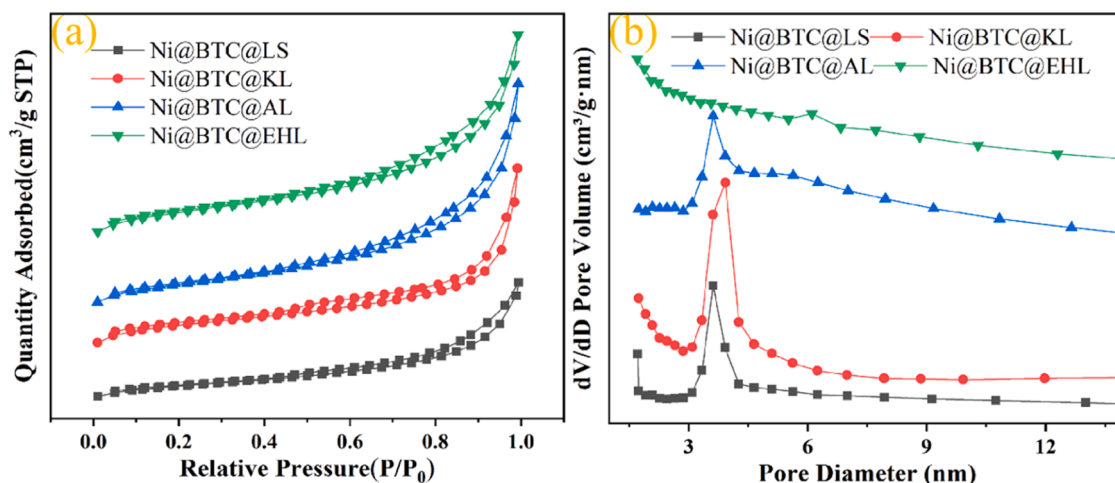 (a)
Ni@BTC@LS
Ni@BTC@KL
Ni@BTC@AL
Ni@BTC@EHL
Quantity Adsorbed(cm³/g STP)
0.0 0.2 0.4 0.6 0.8 1.0
Relative Pressure(P/P₀)
(b)
Ni@BTC@LS Ni@BTC@KL
Ni@BTC@AL Ni@BTC@EHL
dV/dD Pore Volume (cm³/g·nm)
3 6 9 12
Pore Diameter (nm)